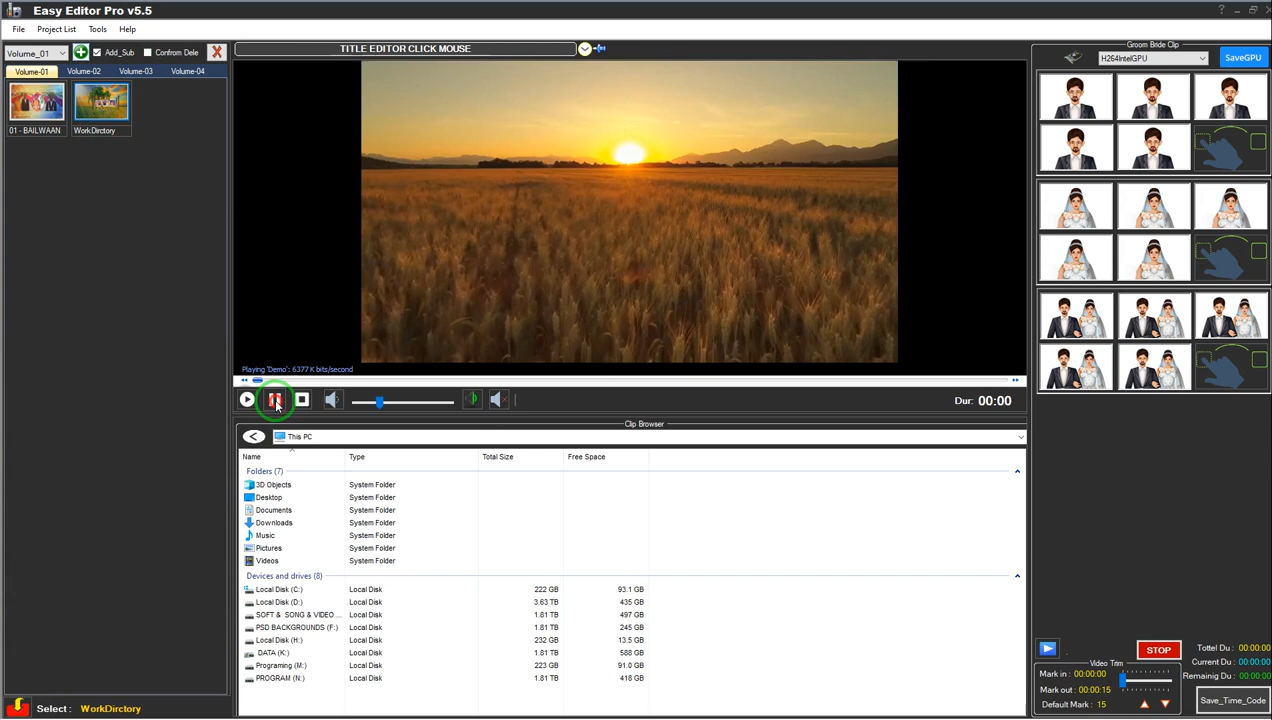 Easy Editor Pro v5.5
File Project List Tools Help
Volume_01 Add_Sub Confrom Dele
TITLE EDITOR CLICK MOUSE
Groom Bride Clip
H264IntelGPU SaveGPU
Volume-01 Volume-02 Volume-03 Volume-04
01 - BAILWAAN WorkDirctory
Playing 'Demo': 6377 K bits/second
Dur: 00:00
Clip Browser
This PC
Name Type Total Size Free Space
Folders (7)
3D Objects System Folder
Desktop System Folder
Documents System Folder
Downloads System Folder
Music System Folder
Pictures System Folder
Videos System Folder
Devices and drives (8)
Local Disk (C:) Local Disk 222 GB 93.1 GB
Local Disk (D:) Local Disk 3.63 TB 435 GB
SOFT & SONG & VIDEO ... Local Disk 1.81 TB 497 GB
PSD BACKGROUNDS (F:) Local Disk 1.81 TB 245 GB
Local Disk (H:) Local Disk 232 GB 13.5 GB
DATA (K:) Local Disk 1.81 TB 588 GB
Programing (M:) Local Disk 223 GB 91.0 GB
PROGRAM (N:) Local Disk 1.81 TB 418 GB
STOP
Tottel Du : 00:00:00
Current Du : 00:00:00
Remainig Du : 00:00:00
Video Trim
Mark in : 00:00:00
Mark out : 00:00:15
Default Mark : 15
Save_Time_Code
Select : WorkDirctory